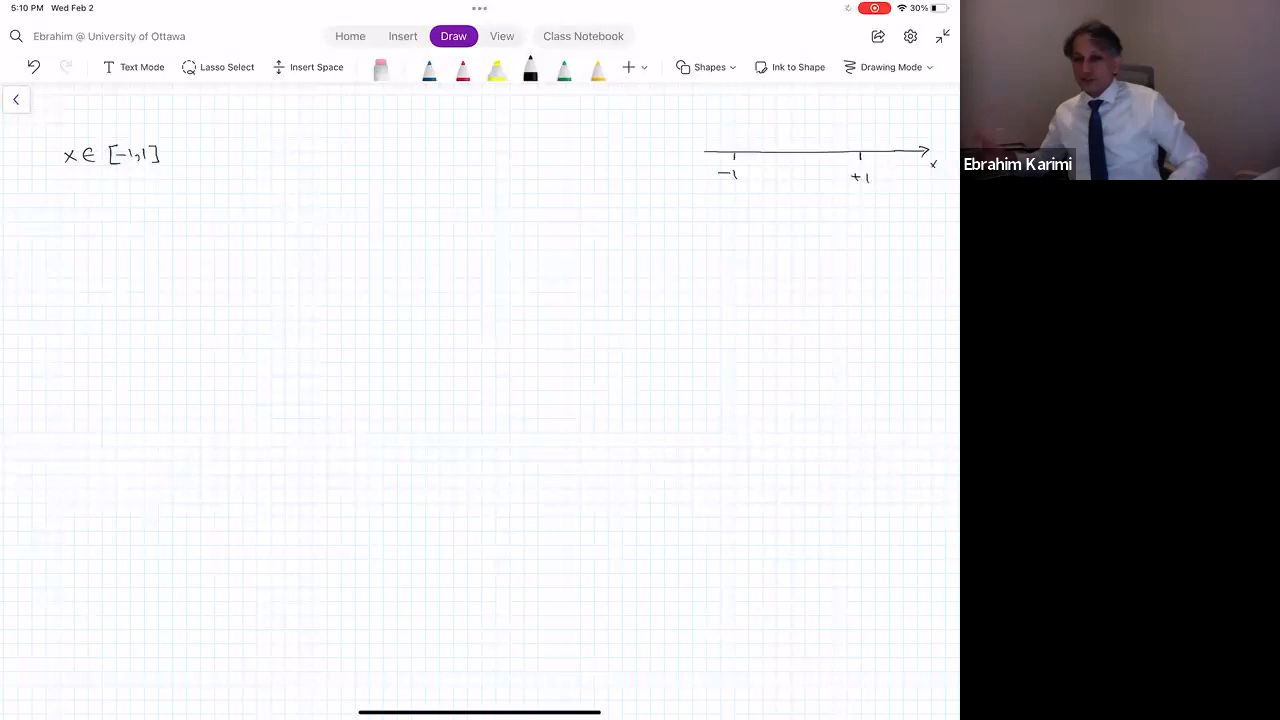 5:10 PM Wed Feb 2
30%
Ebrahim @ University of Ottawa
Home Insert Draw View Class Notebook
Text Mode Lasso Select Insert Space Shapes Ink to Shape Drawing Mode
x ∈ [-1,1]
-1 +1 x
Ebrahim Karimi